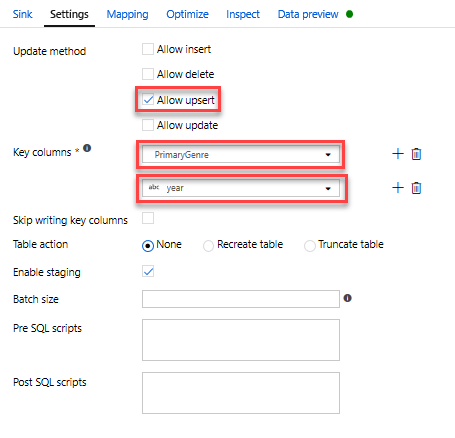 Sink Settings Mapping Optimize Inspect Data preview
Update method Allow insert
Allow delete
Allow upsert
Allow update
Key columns * PrimaryGenre
abc year
Skip writing key columns
Table action None Recreate table Truncate table
Enable staging
Batch size
Pre SQL scripts
Post SQL scripts